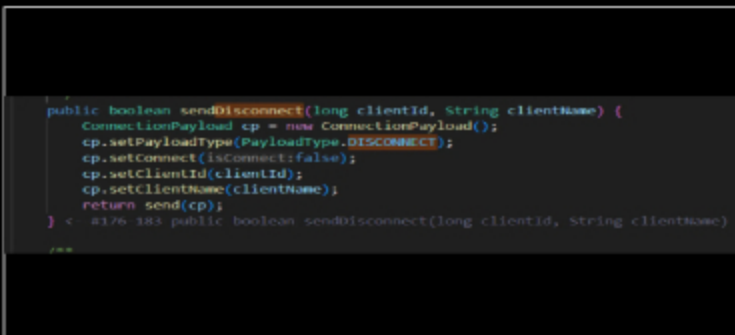 public boolean sendDisconnect(long clientId, String clientName) {
ConnectionPayload cp = new ConnectionPayload();
cp.setPayloadType(PayloadType.DISCONNECT);
cp.setConnect(isConnect:false);
cp.setClientId(clientId);
cp.setClientName(clientName);
return send(cp);
} <- #176-183 public boolean sendDisconnect(long clientId, String clientName)
/**